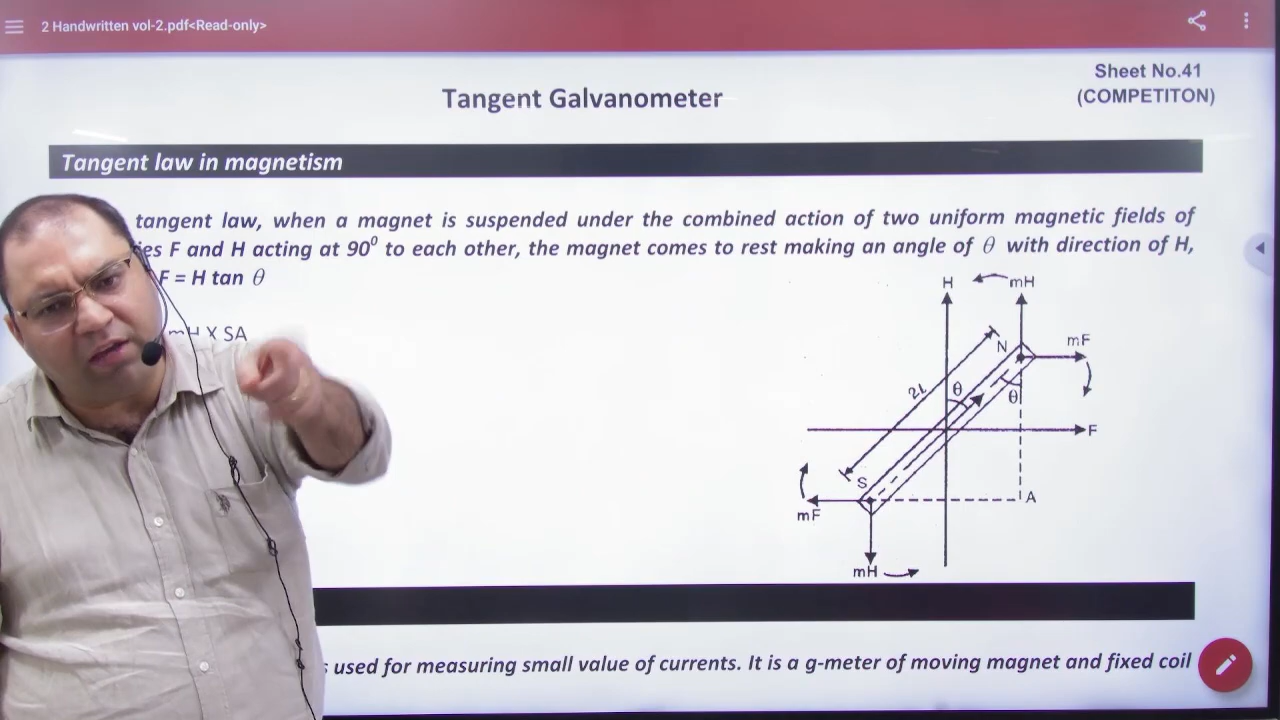 2 Handwritten vol-2.pdf<Read-only>
Sheet No.41
(COMPETITON)
Tangent Galvanometer
Tangent law in magnetism
tangent law, when a magnet is suspended under the combined action of two uniform magnetic fields of
ies F and H acting at 90⁰ to each other, the magnet comes to rest making an angle of θ with direction of H,
F = H tan θ
mH X SA
H
mH
N
mF
2l
θ
θ
F
S
A
mF
mH
used for measuring small value of currents. It is a g-meter of moving magnet and fixed coil